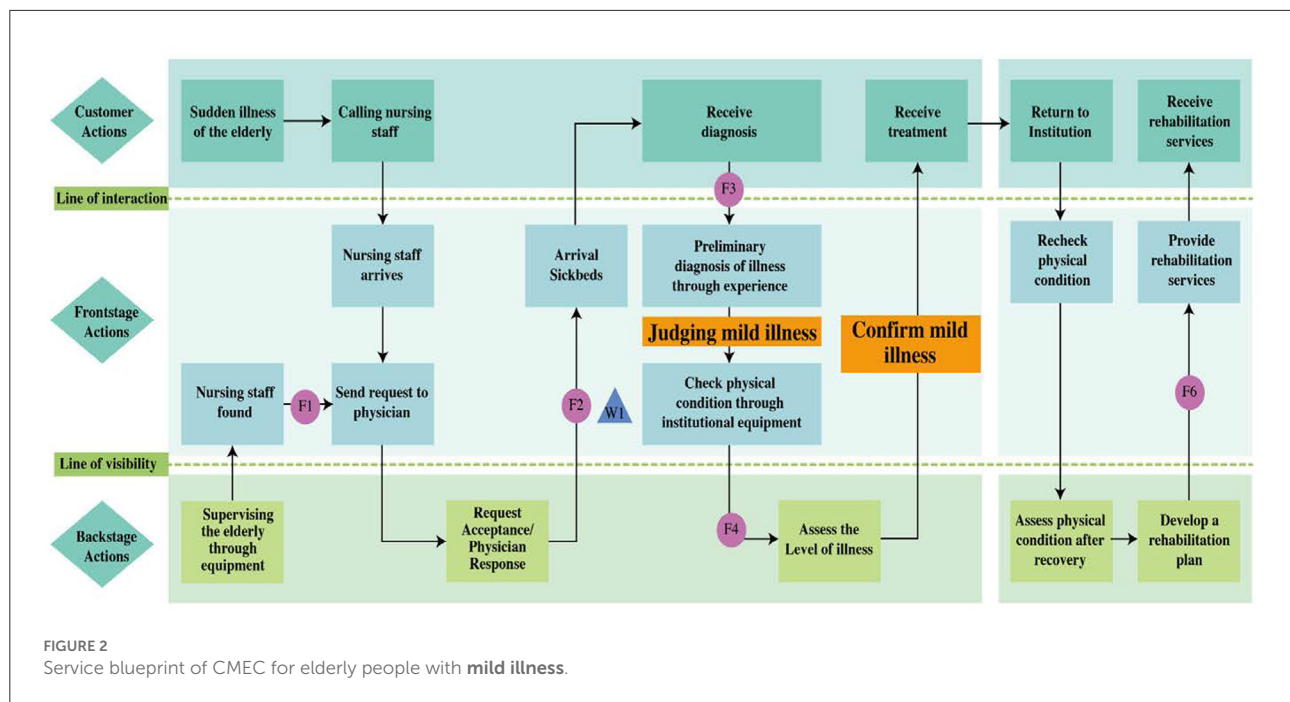 Customer
Actions
Sudden illness
of the elderly
Calling nursing
staff
Receive
diagnosis
Receive
treatment
Return to
Institution
Receive
rehabilitation
services
Line of interaction
F3
Frontstage
Actions
Nursing staff
arrives
Arrival
Sickbeds
Preliminary
diagnosis of illness
through experience
Recheck
physical
condition
Provide
rehabilitation
services
Judging mild illness
Confirm mild
illness
Nursing staff
found
F1
Send request to
physician
F2
W1
Check physical
condition through
institutional equipment
F6
Line of visibility
Backstage
Actions
Supervising
the elderly
through
equipment
Request
Acceptance/
Physician
Response
F4
Assess the
Level of illness
Assess physical
condition after
recovery
Develop a
rehabilitation
plan
FIGURE 2
Service blueprint of CMEC for elderly people with mild illness.